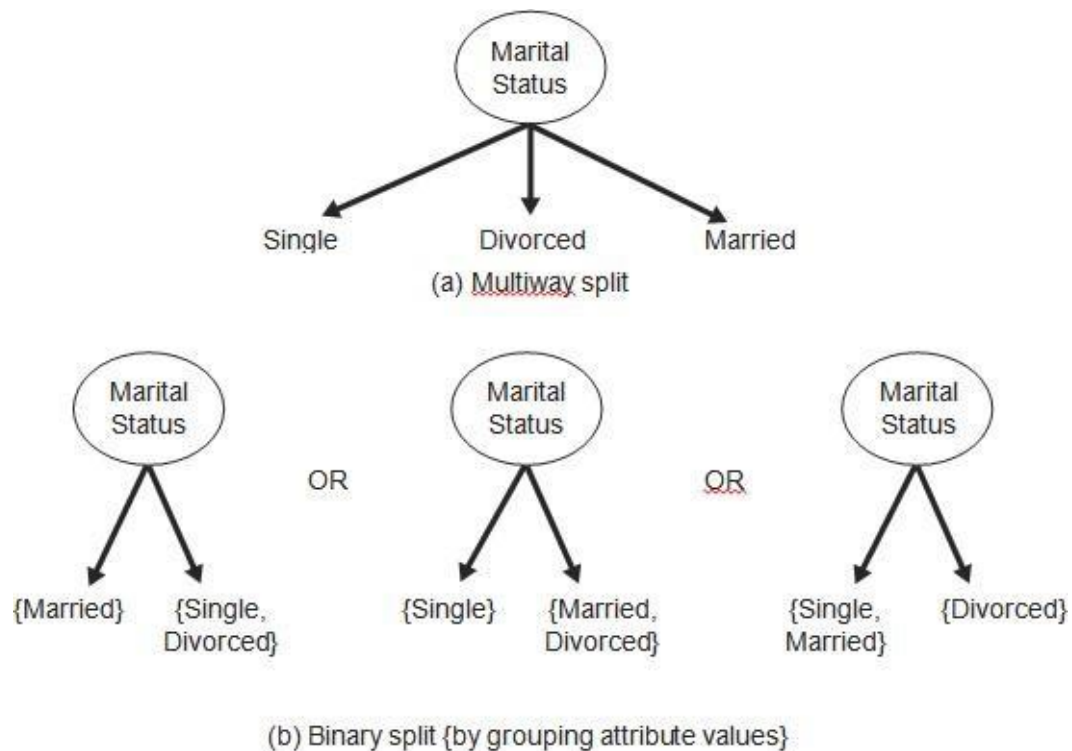 Marital
Status
Single Divorced Married
(a) Multiway split
Marital
Status
OR
Marital
Status
OR
Marital
Status
{Married}
{Single,
Divorced}
{Single}
{Married,
Divorced}
{Single,
Married}
{Divorced}
(b) Binary split {by grouping attribute values}